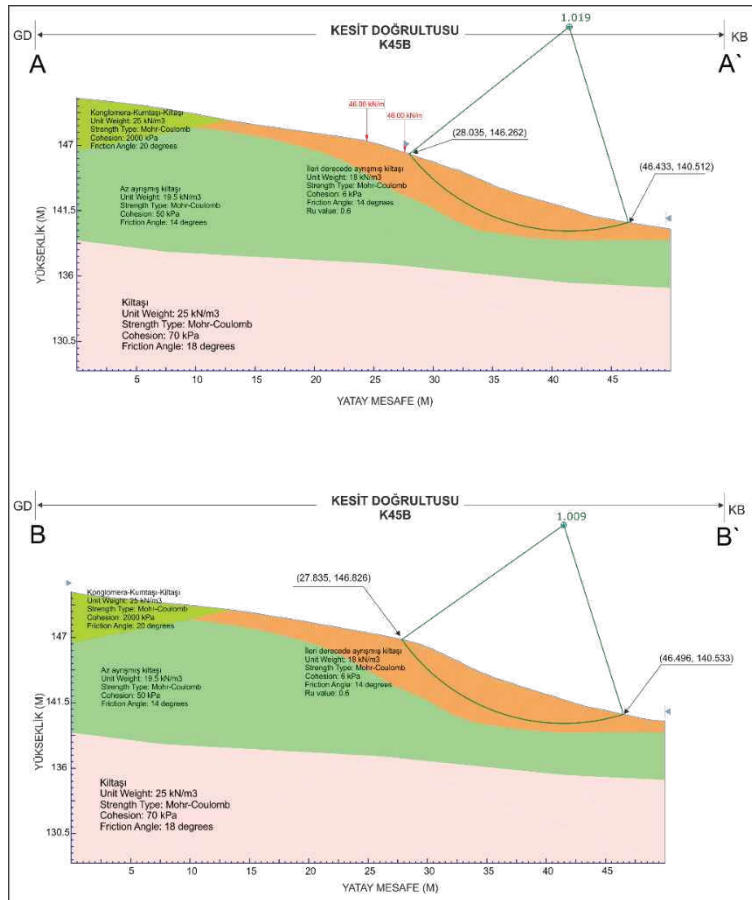 1.019
GD
KESİT DOĞRULTUSU
KB
K45B
A
A`
46.00 kN/m
46.00 kN/m
Konglomera-Kumtaşı-Kiltaşı
Unit Weight: 25 kN/m3
Strength Type: Mohr-Coulomb
Cohesion: 2000 kPa
Friction Angle: 20 degrees
(28.035, 146.262)
(46.433, 140.512)
İleri derecede ayrışmış kiltaşı
Unit Weight: 18 kN/m3
Strength Type: Mohr-Coulomb
Cohesion: 6 kPa
Friction Angle: 14 degrees
Ru value: 0.6
Az ayrışmış kiltaşı
Unit Weight: 19.5 kN/m3
Strength Type: Mohr-Coulomb
Cohesion: 50 kPa
Friction Angle: 14 degrees
Kiltaşı
Unit Weight: 25 kN/m3
Strength Type: Mohr-Coulomb
Cohesion: 70 kPa
Friction Angle: 18 degrees
YÜKSEKLİK (M)
147
141.5
136
130.5
5 10 15 20 25 30 35 40 45
YATAY MESAFE (M)
GD
KESİT DOĞRULTUSU
KB
K45B
1.009
B
B`
(27.835, 146.826)
(46.496, 140.533)
Konglomera-Kumtaşı-Kiltaşı
Unit Weight: 25 kN/m3
Strength Type: Mohr-Coulomb
Cohesion: 2000 kPa
Friction Angle: 20 degrees
İleri derecede ayrışmış kiltaşı
Unit Weight: 18 kN/m3
Strength Type: Mohr-Coulomb
Cohesion: 6 kPa
Friction Angle: 14 degrees
Ru value: 0.6
Az ayrışmış kiltaşı
Unit Weight: 19.5 kN/m3
Strength Type: Mohr-Coulomb
Cohesion: 50 kPa
Friction Angle: 14 degrees
Kiltaşı
Unit Weight: 25 kN/m3
Strength Type: Mohr-Coulomb
Cohesion: 70 kPa
Friction Angle: 18 degrees
YÜKSEKLİK (M)
147
141.5
136
130.5
5 10 15 20 25 30 35 40 45
YATAY MESAFE (M)